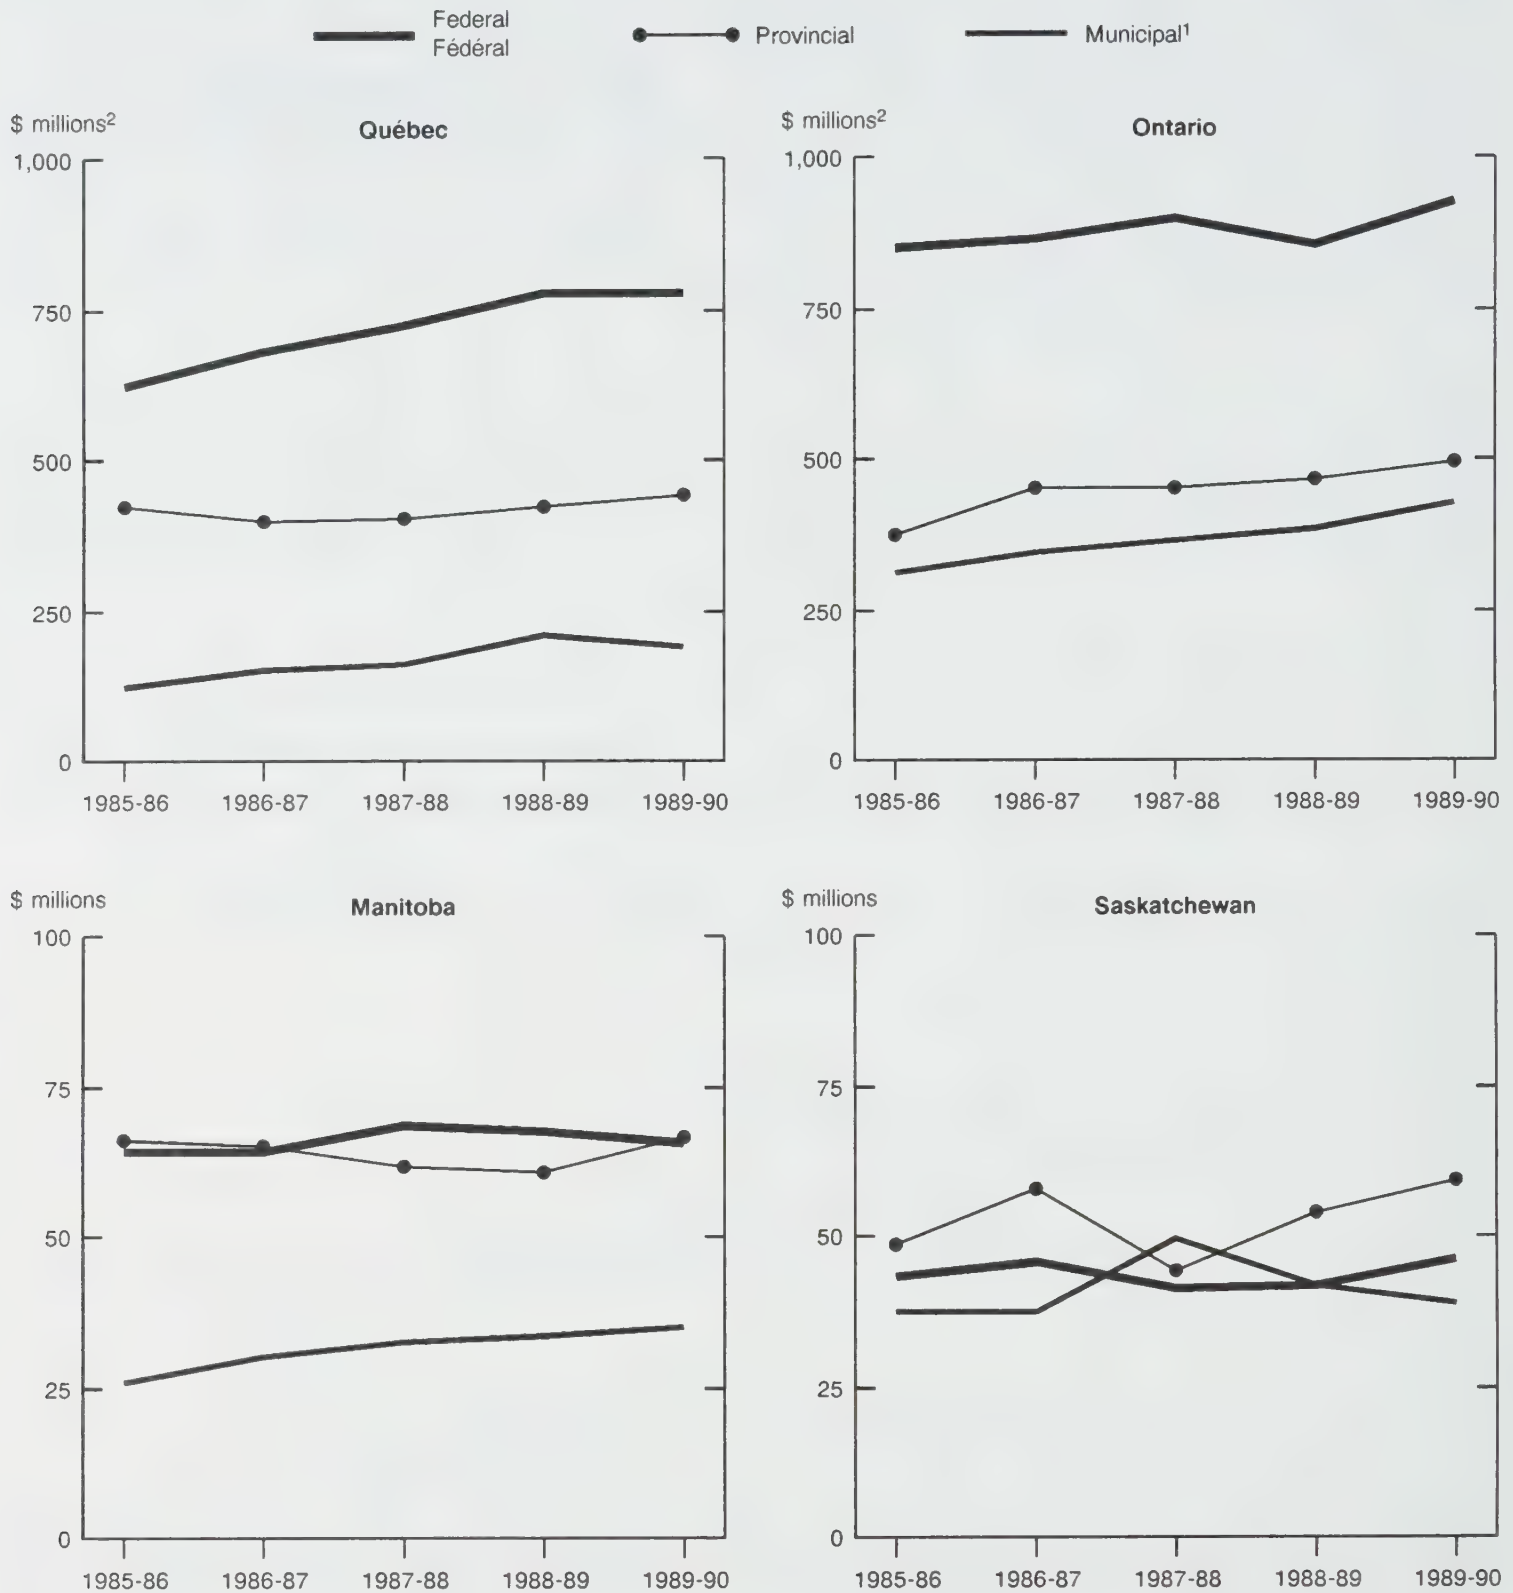 Federal
Fédéral
Provincial
Municipal¹
$ millions²
Québec
1,000
750
500
250
0
1985-86 1986-87 1987-88 1988-89 1989-90
$ millions²
Ontario
1,000
750
500
250
0
1985-86 1986-87 1987-88 1988-89 1989-90
$ millions
Manitoba
100
75
50
25
0
1985-86 1986-87 1987-88 1988-89 1989-90
$ millions
Saskatchewan
100
75
50
25
0
1985-86 1986-87 1987-88 1988-89 1989-90